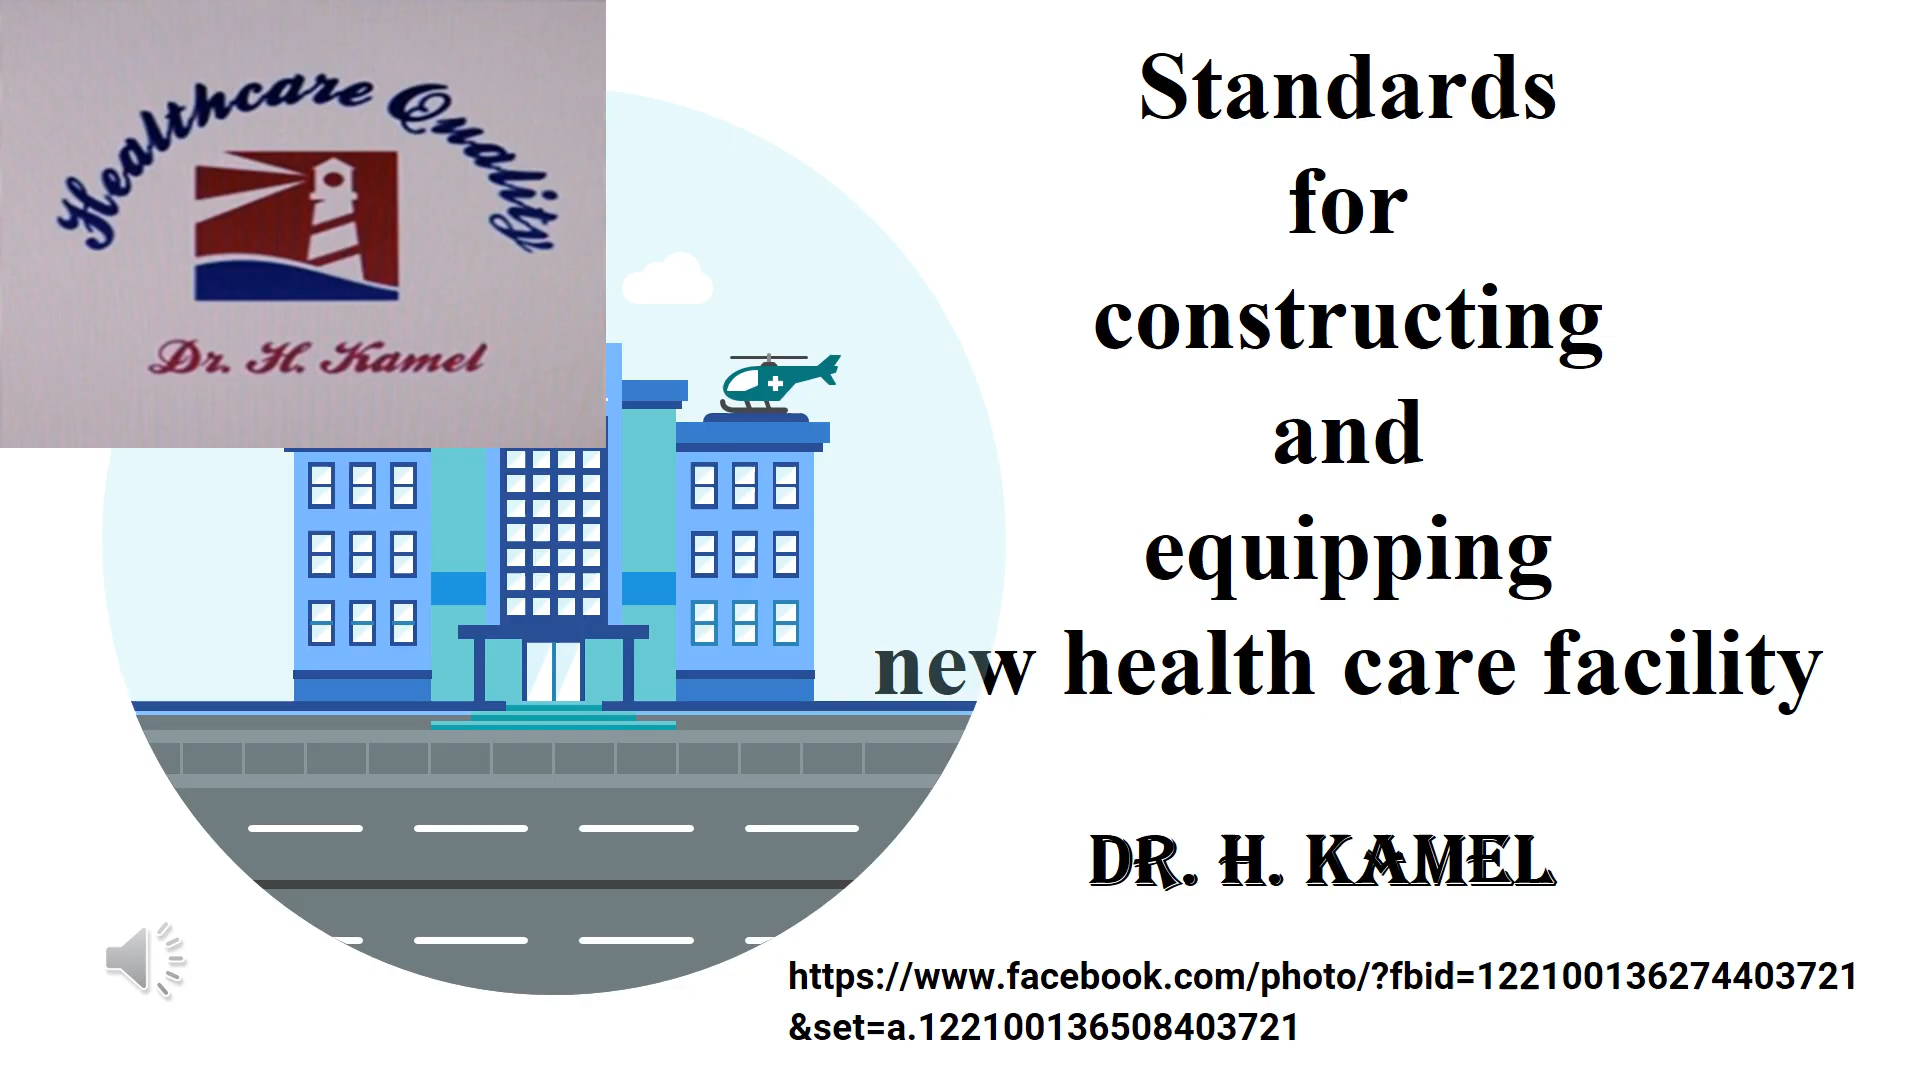 Healthcare Quality
Dr. H. Kamel
Standards
for
constructing
and
equipping
new health care facility
DR. H. KAMEL
https://www.facebook.com/photo/?fbid=122100136274403721
&set=a.122100136508403721